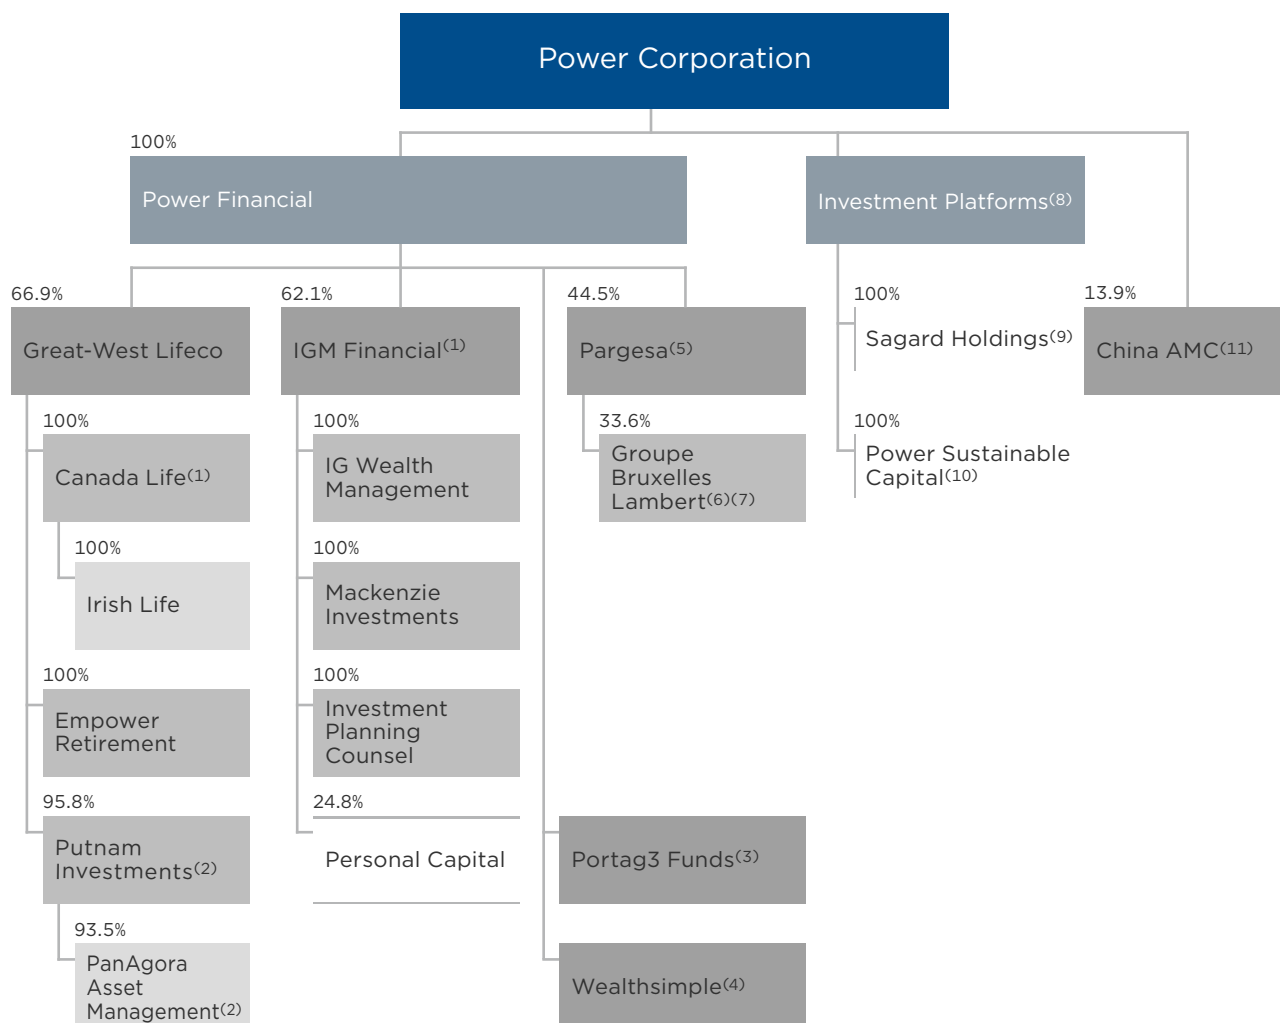 Power Corporation
100%
Power Financial
Investment Platforms(8)
66.9%
Great-West Lifeco
100%
Canada Life(1)
100%
Irish Life
100%
Empower
Retirement
95.8%
Putnam
Investments(2)
93.5%
PanAgora
Asset
Management(2)
62.1%
IGM Financial(1)
100%
IG Wealth
Management
100%
Mackenzie
Investments
100%
Investment
Planning
Counsel
24.8%
Personal Capital
44.5%
Pargesa(5)
33.6%
Groupe
Bruxelles
Lambert(6)(7)
Portag3 Funds(3)
Wealthsimple(4)
100%
Sagard Holdings(9)
100%
Power Sustainable
Capital(10)
13.9%
China AMC(11)